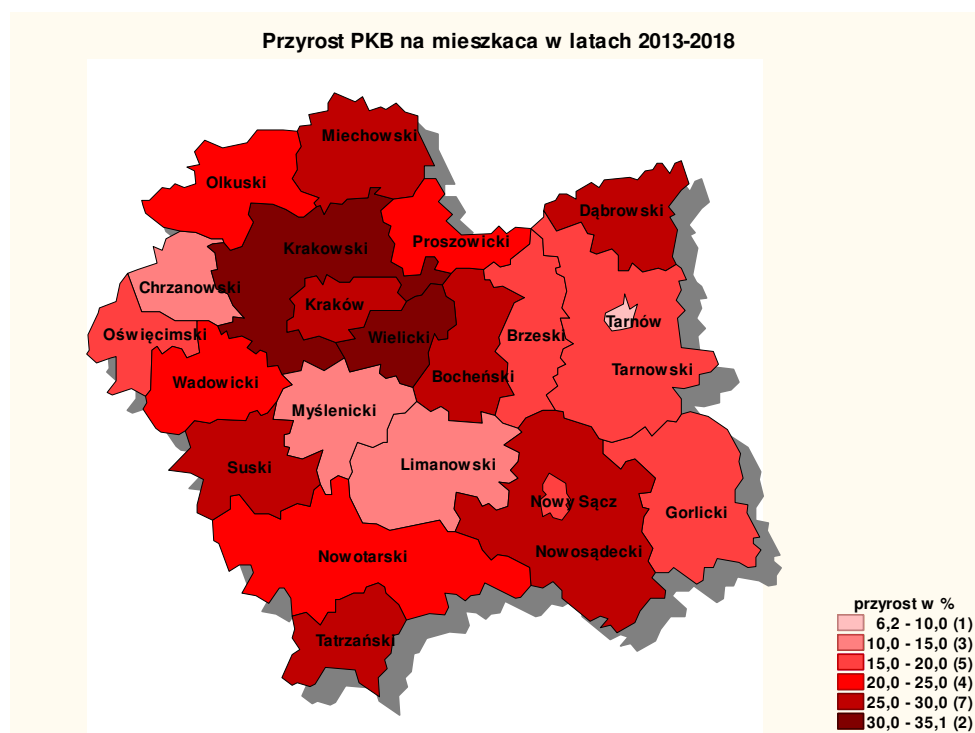 Przyrost PKB na mieszkaca w latach 2013-2018
Miechowski
Olkuski
Dąbrowski
Krakowski
Proszowicki
Chrzanowski
Kraków
Tarnów
Oświęcimski
Wielicki
Brzeski
Tarnowski
Wadowicki
Bocheński
Myślenicki
Limanowski
Suski
Nowy Sącz
Gorlicki
Nowosądecki
Nowotarski
Tatrzański
przyrost w %
6,2 - 10,0 (1)
10,0 - 15,0 (3)
15,0 - 20,0 (5)
20,0 - 25,0 (4)
25,0 - 30,0 (7)
30,0 - 35,1 (2)